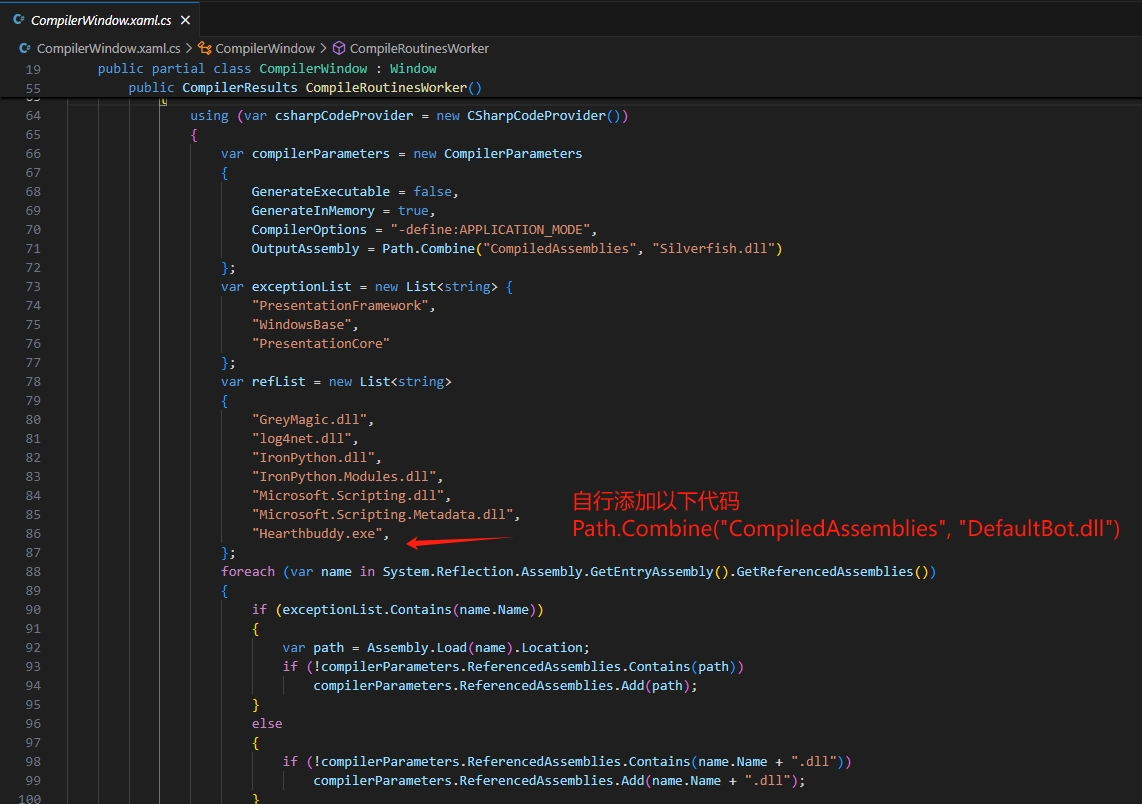 CompilerWindow.xaml.cs
CompilerWindow.xaml.cs > CompilerWindow > CompileRoutinesWorker
19 public partial class CompilerWindow : Window
55 public CompilerResults CompileRoutinesWorker()
63 {
64 using (var csharpCodeProvider = new CSharpCodeProvider())
65 {
66 var compilerParameters = new CompilerParameters
67 {
68 GenerateExecutable = false,
69 GenerateInMemory = true,
70 CompilerOptions = "-define:APPLICATION_MODE",
71 OutputAssembly = Path.Combine("CompiledAssemblies", "Silverfish.dll")
72 };
73 var exceptionList = new List<string> {
74 "PresentationFramework",
75 "WindowsBase",
76 "PresentationCore"
77 };
78 var refList = new List<string>
79 {
80 "GreyMagic.dll",
81 "log4net.dll",
82 "IronPython.dll",
83 "IronPython.Modules.dll",
84 "Microsoft.Scripting.dll",
85 "Microsoft.Scripting.Metadata.dll",
86 "Hearthbuddy.exe",
自行添加以下代码
Path.Combine("CompiledAssemblies", "DefaultBot.dll")
87 };
88 foreach (var name in System.Reflection.Assembly.GetEntryAssembly().GetReferencedAssemblies())
89 {
90 if (exceptionList.Contains(name.Name))
91 {
92 var path = Assembly.Load(name).Location;
93 if (!compilerParameters.ReferencedAssemblies.Contains(path))
94 compilerParameters.ReferencedAssemblies.Add(path);
95 }
96 else
97 {
98 if (!compilerParameters.ReferencedAssemblies.Contains(name.Name + ".dll"))
99 compilerParameters.ReferencedAssemblies.Add(name.Name + ".dll");
100 }